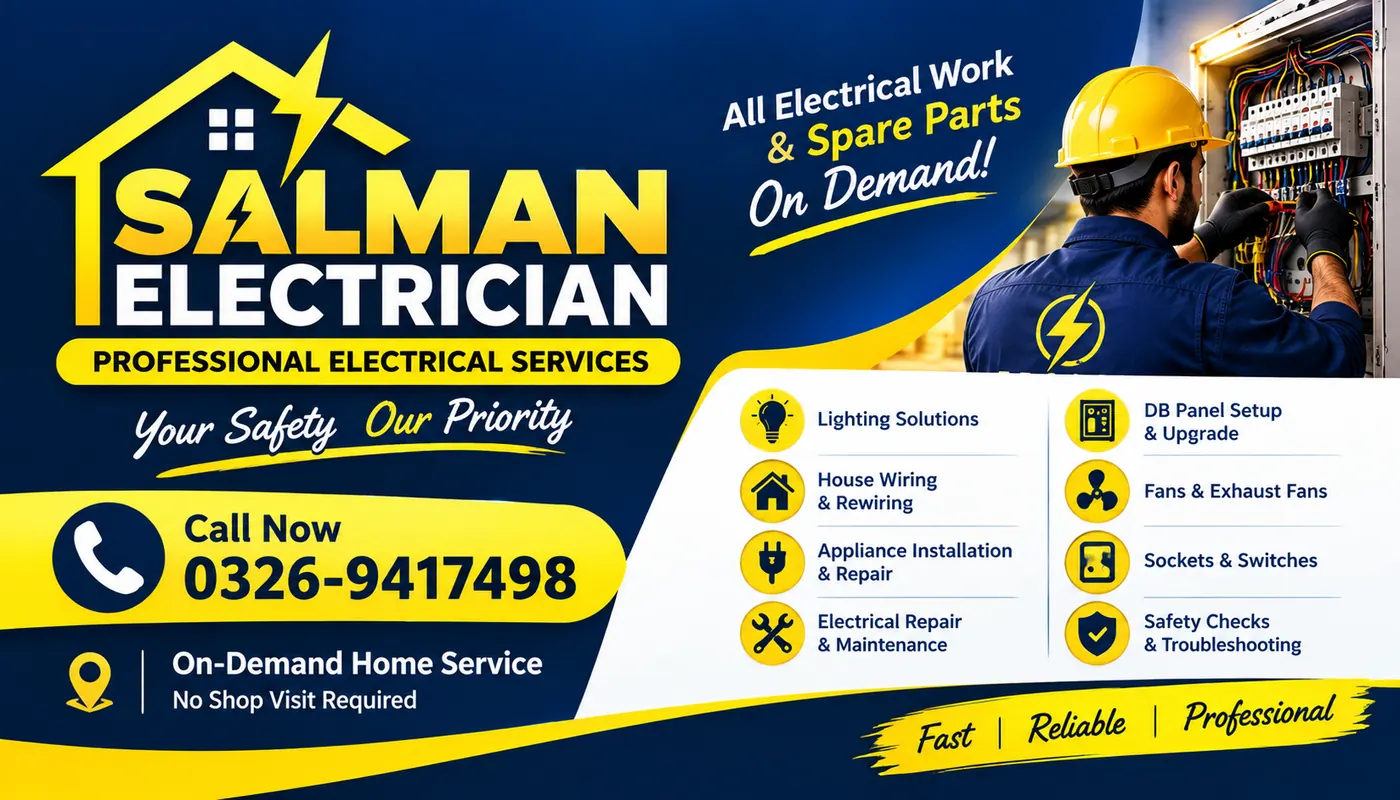 SALMAN
ELECTRICIAN
PROFESSIONAL ELECTRICAL SERVICES
Your Safety Our Priority
Call Now
0326-9417498
On-Demand Home Service
No Shop Visit Required
All Electrical Work
& Spare Parts
On Demand!
Lighting Solutions
House Wiring
& Rewiring
Appliance Installation
& Repair
Electrical Repair
& Maintenance
DB Panel Setup
& Upgrade
Fans & Exhaust Fans
Sockets & Switches
Safety Checks
& Troubleshooting
Fast | Reliable | Professional